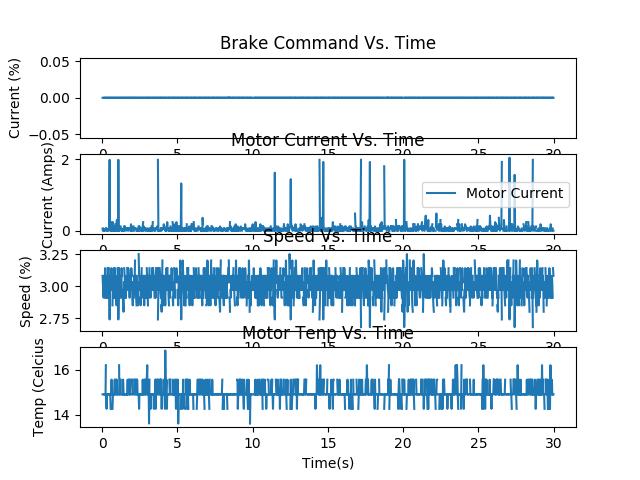 Brake Command Vs. Time
Current (%)
0.05
0.00
−0.05
0 5 10 15 20 25 30
Motor Current Vs. Time
Current (Amps)
2
0
Motor Current
0 5 10 15 20 25 30
Speed Vs. Time
Speed (%)
3.25
3.00
2.75
0 5 10 15 20 25 30
Motor Tenp Vs. Time
Temp (Celcius
16
14
0 5 10 15 20 25 30
Time(s)